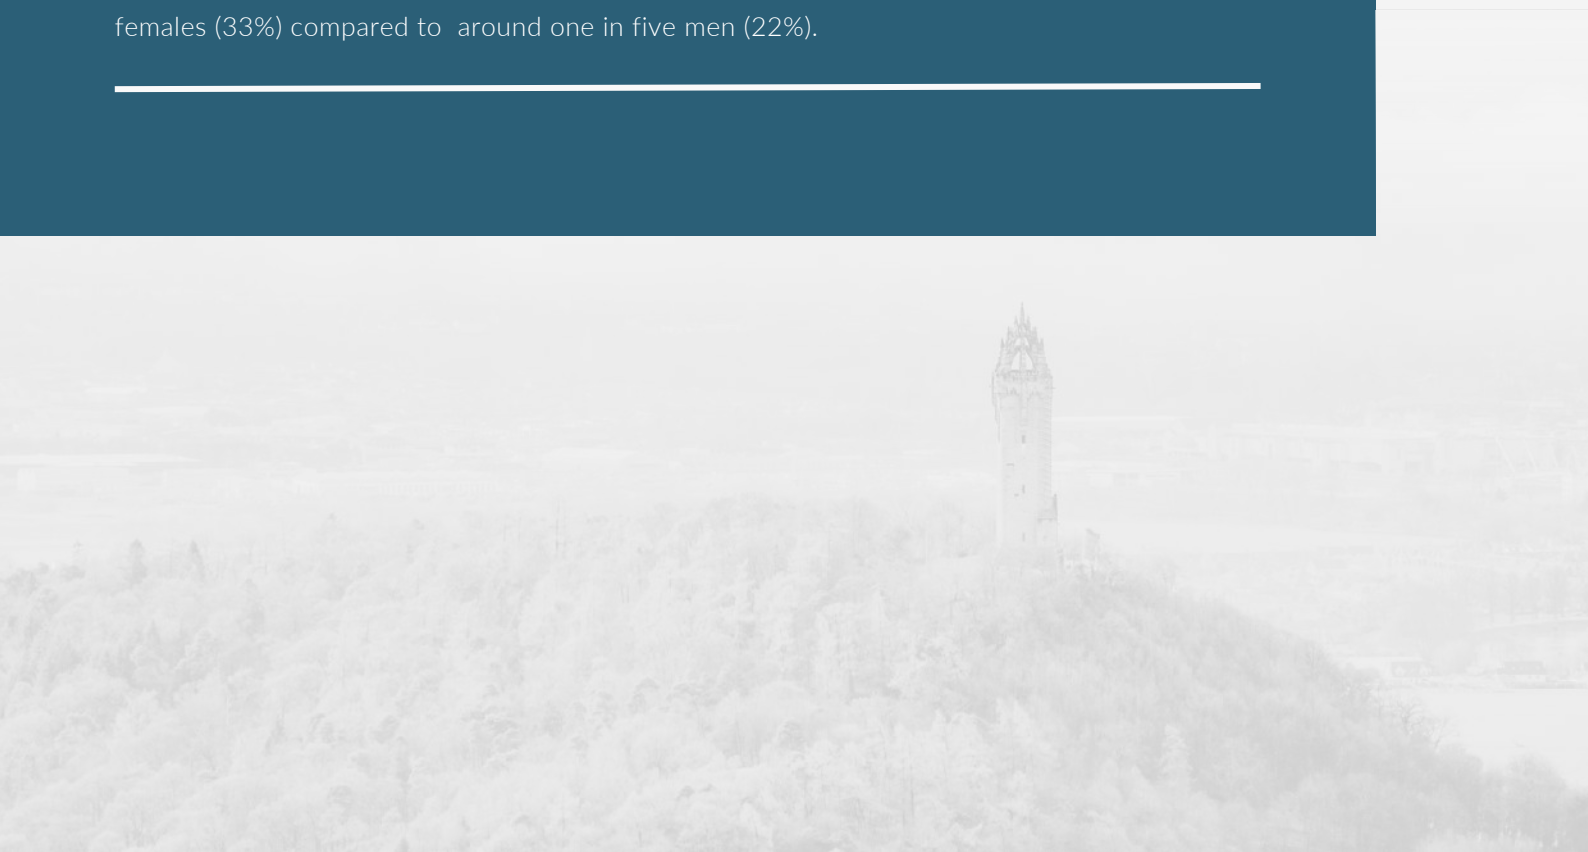 females (33%) compared to  around one in five men (22%).